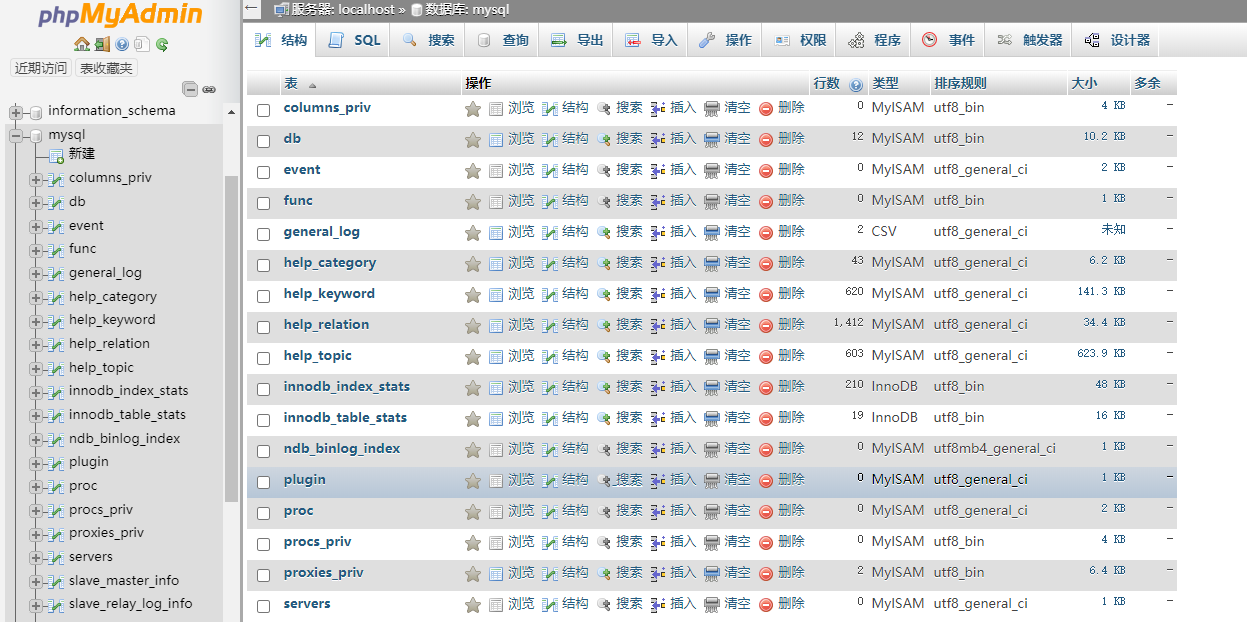 phpMyAdmin
近期访问 表收藏夹
information_schema
mysql
新建
columns_priv
db
event
func
general_log
help_category
help_keyword
help_relation
help_topic
innodb_index_stats
innodb_table_stats
ndb_binlog_index
plugin
proc
procs_priv
proxies_priv
servers
slave_master_info
slave_relay_log_info
服务器: localhost » 数据库: mysql
结构 SQL 搜索 查询 导出 导入 操作 权限 程序 事件 触发器 设计器
表 操作 行数 类型 排序规则 大小 多余
columns_priv 浏览 结构 搜索 插入 清空 删除 0 MyISAM utf8_bin 4 KB -
db 浏览 结构 搜索 插入 清空 删除 12 MyISAM utf8_bin 10.2 KB -
event 浏览 结构 搜索 插入 清空 删除 0 MyISAM utf8_general_ci 2 KB -
func 浏览 结构 搜索 插入 清空 删除 0 MyISAM utf8_bin 1 KB -
general_log 浏览 结构 搜索 插入 清空 删除 2 CSV utf8_general_ci 未知 -
help_category 浏览 结构 搜索 插入 清空 删除 43 MyISAM utf8_general_ci 6.2 KB -
help_keyword 浏览 结构 搜索 插入 清空 删除 620 MyISAM utf8_general_ci 141.3 KB -
help_relation 浏览 结构 搜索 插入 清空 删除 1,412 MyISAM utf8_general_ci 34.4 KB -
help_topic 浏览 结构 搜索 插入 清空 删除 603 MyISAM utf8_general_ci 623.9 KB -
innodb_index_stats 浏览 结构 搜索 插入 清空 删除 210 InnoDB utf8_bin 48 KB -
innodb_table_stats 浏览 结构 搜索 插入 清空 删除 19 InnoDB utf8_bin 16 KB -
ndb_binlog_index 浏览 结构 搜索 插入 清空 删除 0 MyISAM utf8mb4_general_ci 1 KB -
plugin 浏览 结构 搜索 插入 清空 删除 0 MyISAM utf8_general_ci 1 KB -
proc 浏览 结构 搜索 插入 清空 删除 0 MyISAM utf8_general_ci 2 KB -
procs_priv 浏览 结构 搜索 插入 清空 删除 0 MyISAM utf8_bin 4 KB -
proxies_priv 浏览 结构 搜索 插入 清空 删除 2 MyISAM utf8_bin 6.4 KB -
servers 浏览 结构 搜索 插入 清空 删除 0 MyISAM utf8_general_ci 1 KB -